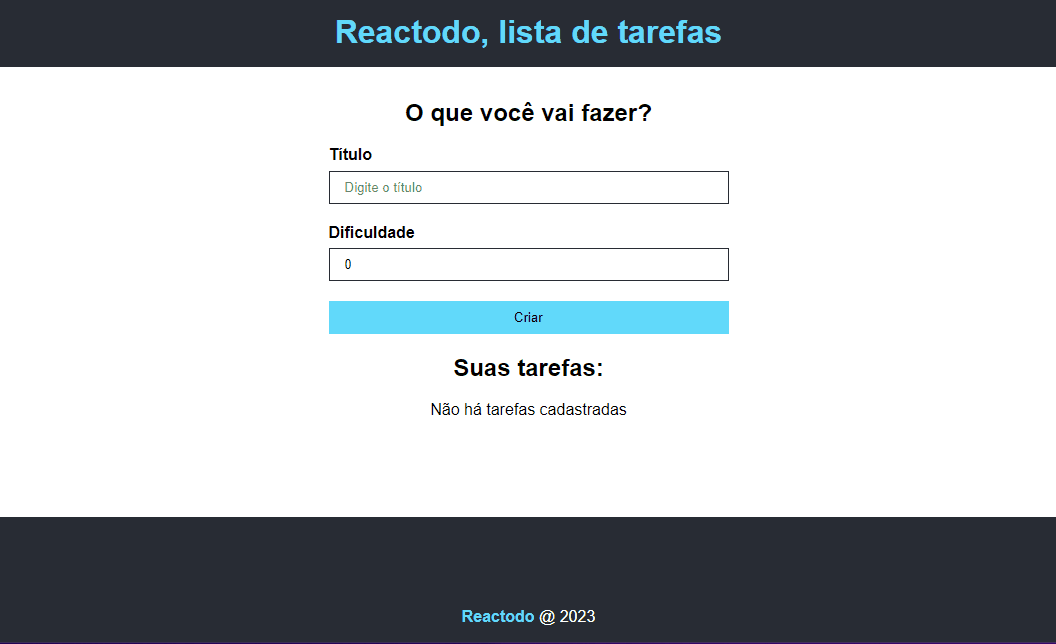 Reactodo, lista de tarefas
O que você vai fazer?
Título
Digite o título
Dificuldade
0
Criar
Suas tarefas:
Não há tarefas cadastradas
Reactodo @ 2023